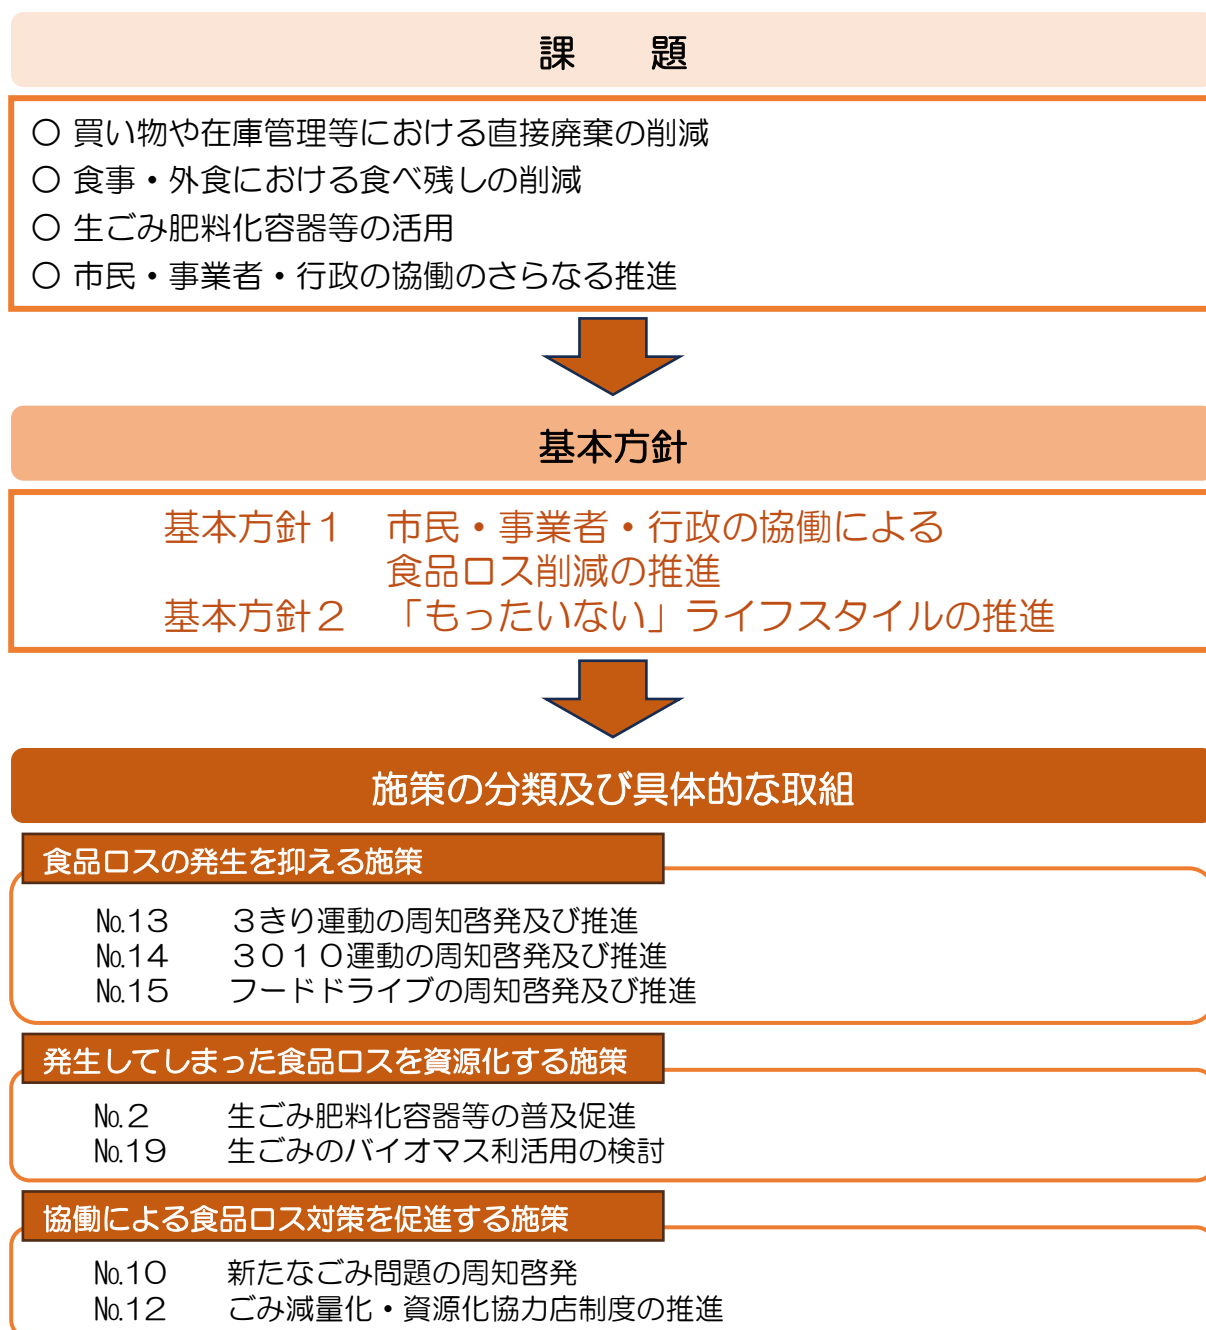 課　題
○ 買い物や在庫管理等における直接廃棄の削減
○ 食事・外食における食べ残しの削減
○ 生ごみ肥料化容器等の活用
○ 市民・事業者・行政の協働のさらなる推進
基本方針
基本方針１　市民・事業者・行政の協働による
食品ロス削減の推進
基本方針２　「もったいない」ライフスタイルの推進
施策の分類及び具体的な取組
食品ロスの発生を抑える施策
№13　３きり運動の周知啓発及び推進
№14　３０１０運動の周知啓発及び推進
№15　フードドライブの周知啓発及び推進
発生してしまった食品ロスを資源化する施策
№２　生ごみ肥料化容器等の普及促進
№19　生ごみのバイオマス利活用の検討
協働による食品ロス対策を促進する施策
№10　新たなごみ問題の周知啓発
№12　ごみ減量化・資源化協力店制度の推進